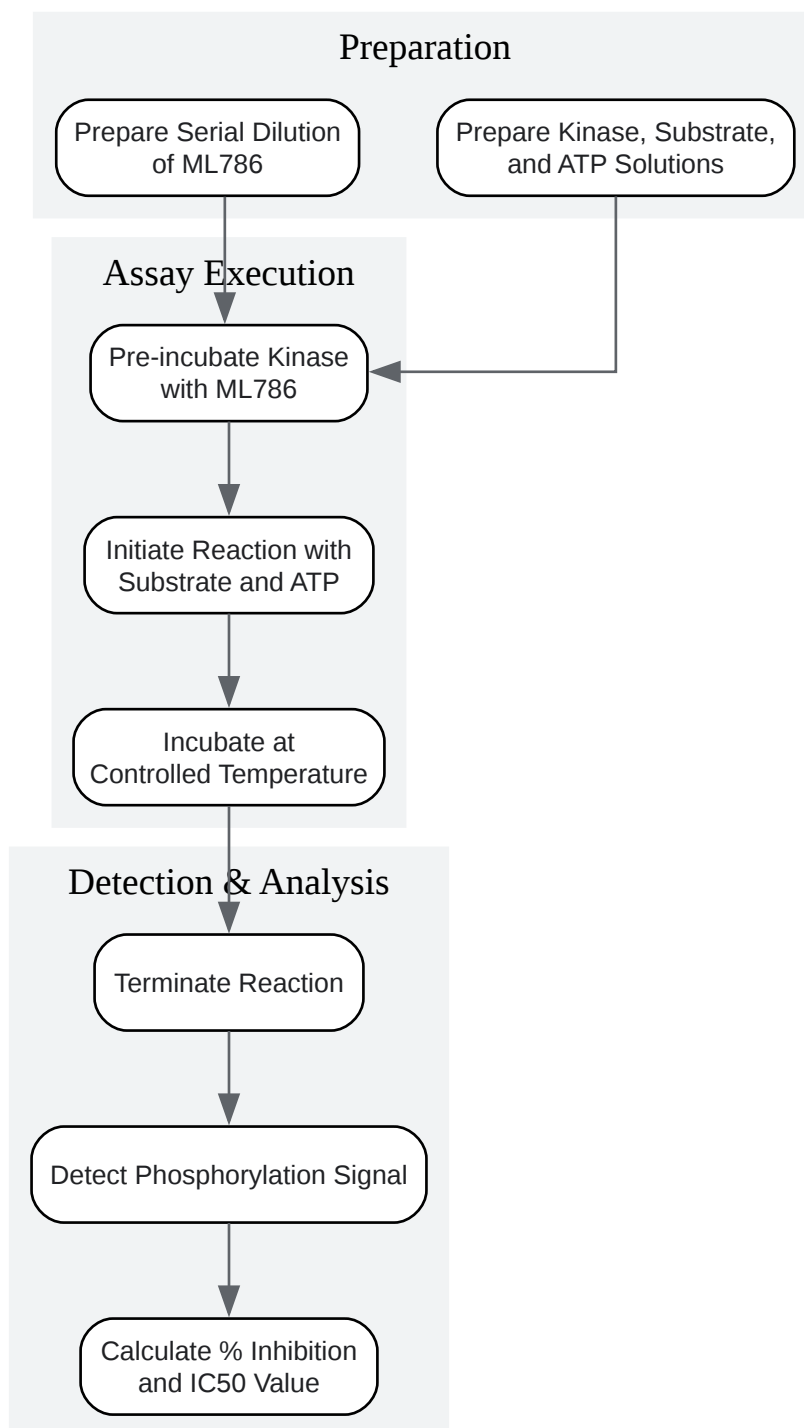 Preparation
Prepare Serial Dilution
of ML786
Prepare Kinase, Substrate,
and ATP Solutions
Assay Execution
Pre-incubate Kinase
with ML786
Initiate Reaction with
Substrate and ATP
Incubate at
Controlled Temperature
Detection & Analysis
Terminate Reaction
Detect Phosphorylation Signal
Calculate % Inhibition
and IC50 Value